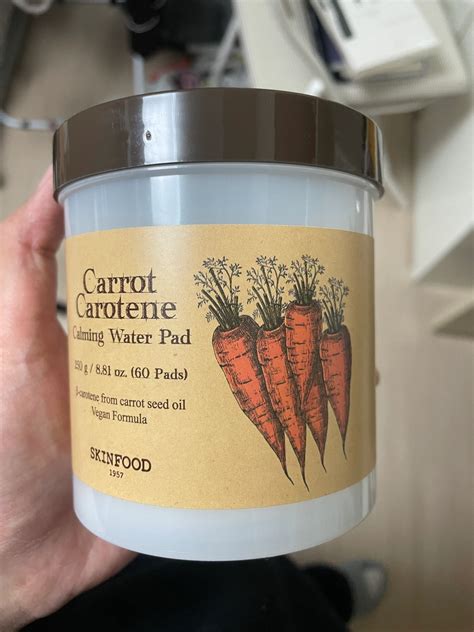 Carrot
Carotene
Calming Water Pad
250 g / 8.81 oz. (60 Pads)
β-carotene from carrot seed oil
Vegan Formula
SKINFOOD
1957